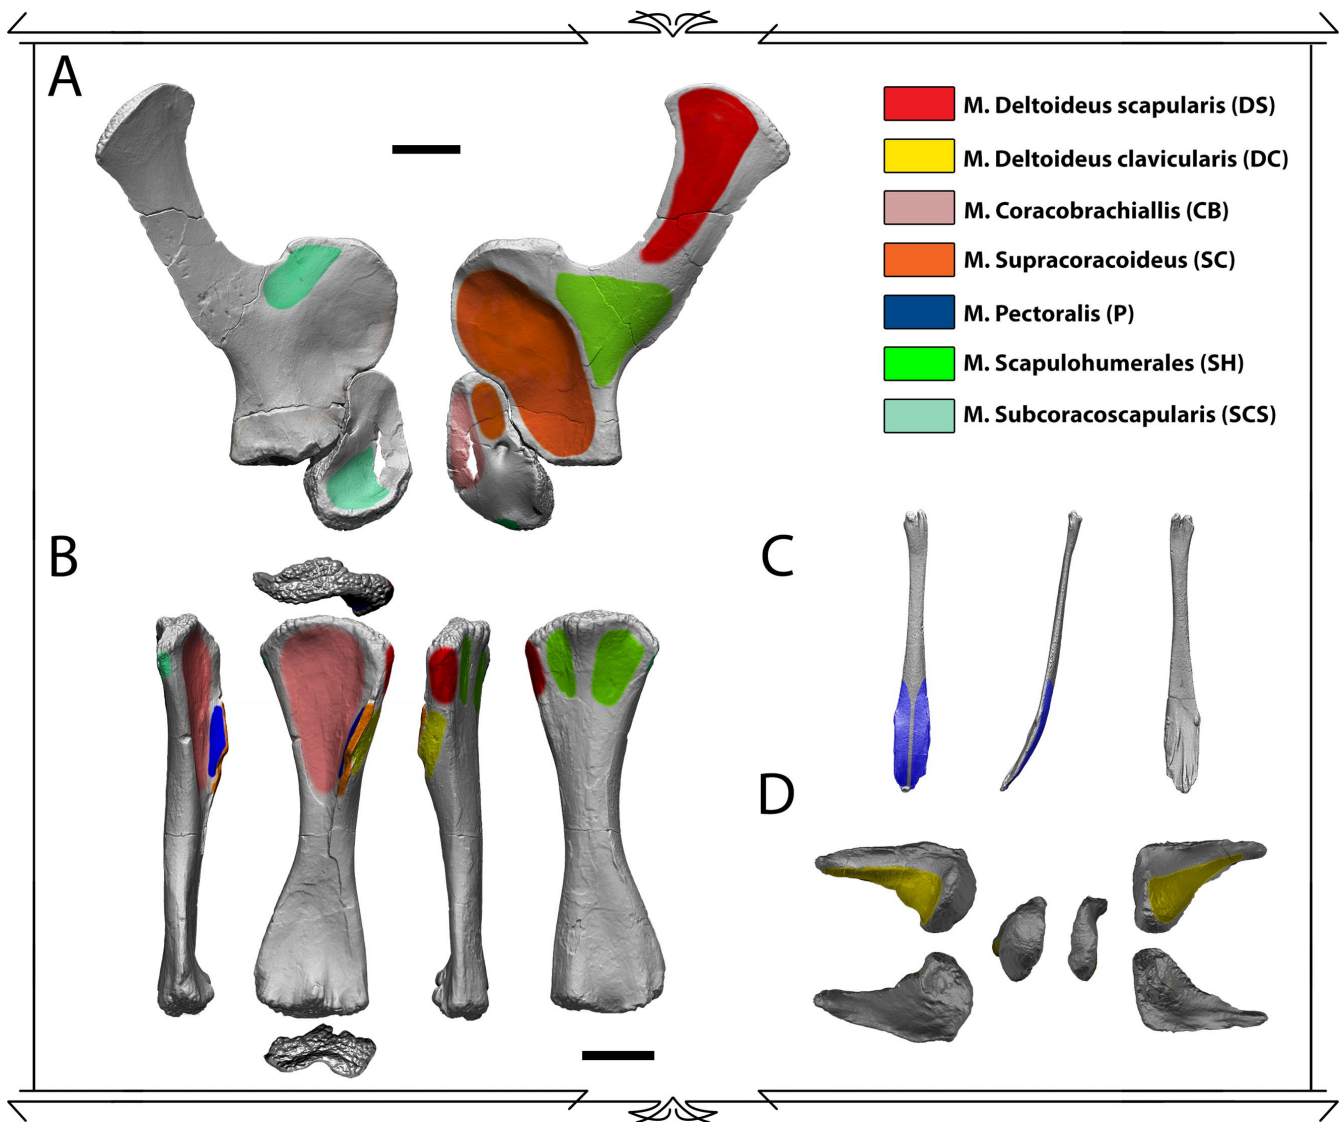 A
M. Deltoideus scapularis (DS)
M. Deltoideus clavicularis (DC)
M. Coracobrachiallis (CB)
M. Supracoracoideus (SC)
M. Pectoralis (P)
M. Scapulohumerales (SH)
M. Subcoracoscapularis (SCS)
B
C
D